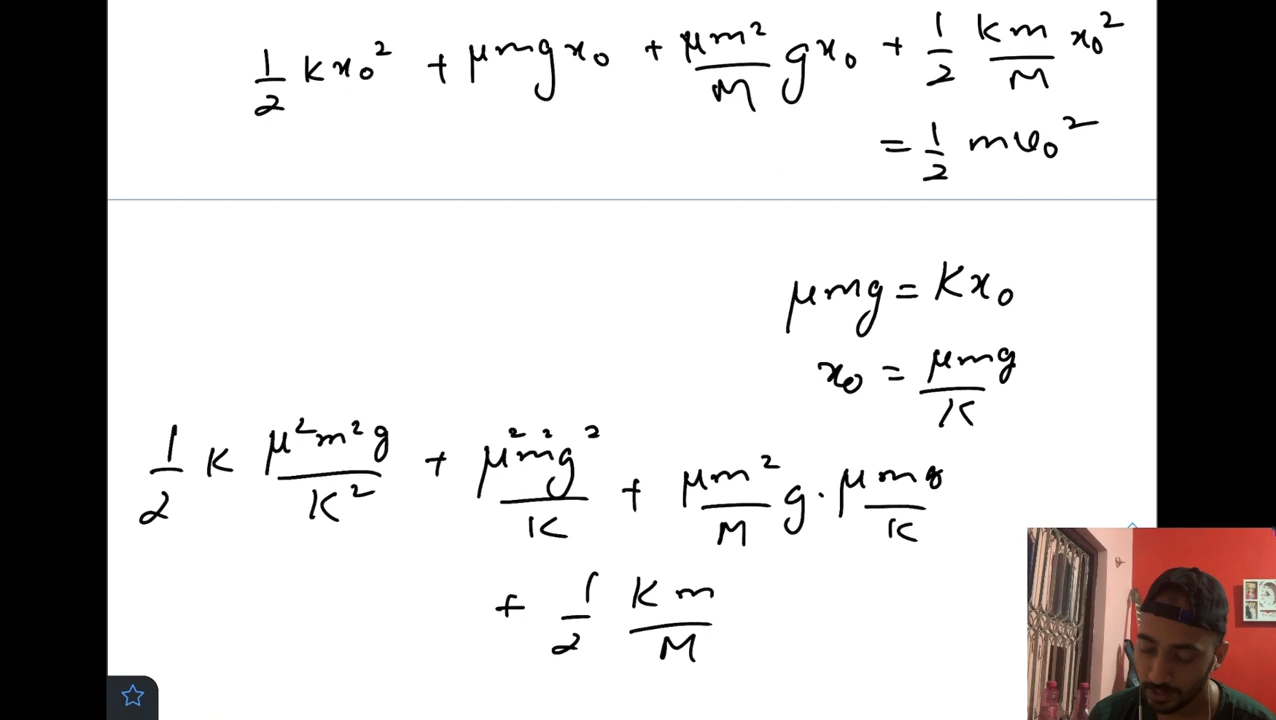 1/2 kx₀² + μmgx₀ + μm²/M gx₀ + 1/2 km/M x₀²
= 1/2 mv₀²
μmg = Kx₀
x₀ = μmg/K
1/2 K μ²m²g/K² + μ²m²g²/K + μm²/M g · μmg/K
+ 1/2 Km/M